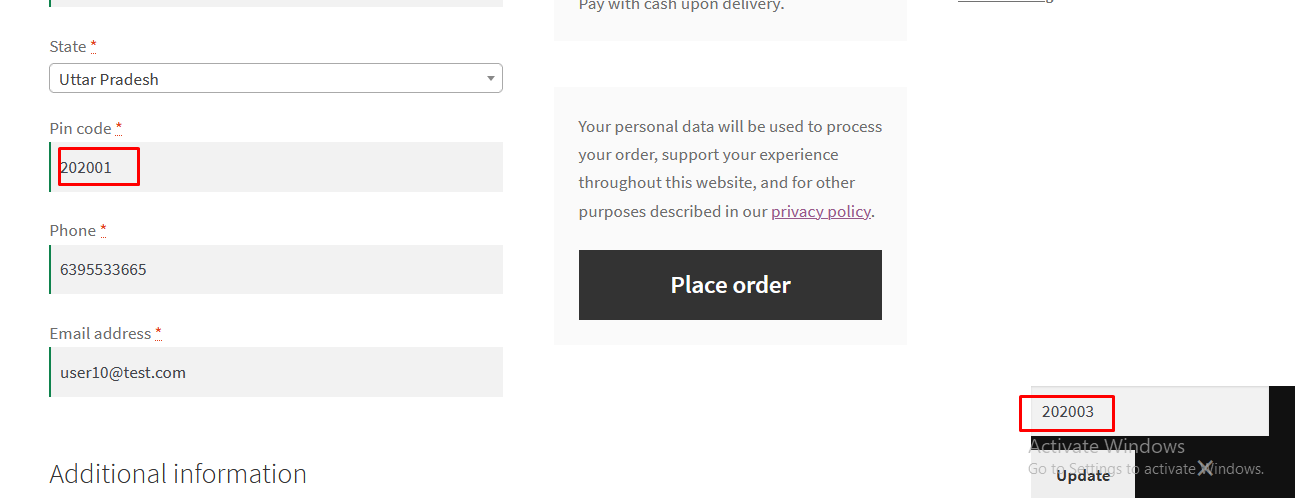 Pay with cash upon delivery.
State *
Uttar Pradesh
Pin code *
202001
Phone *
6395533665
Email address *
user10@test.com
Additional information
Your personal data will be used to process
your order, support your experience
throughout this website, and for other
purposes described in our privacy policy.
Place order
202003
Activate Windows
Go to Settings to activate Windows.
Update